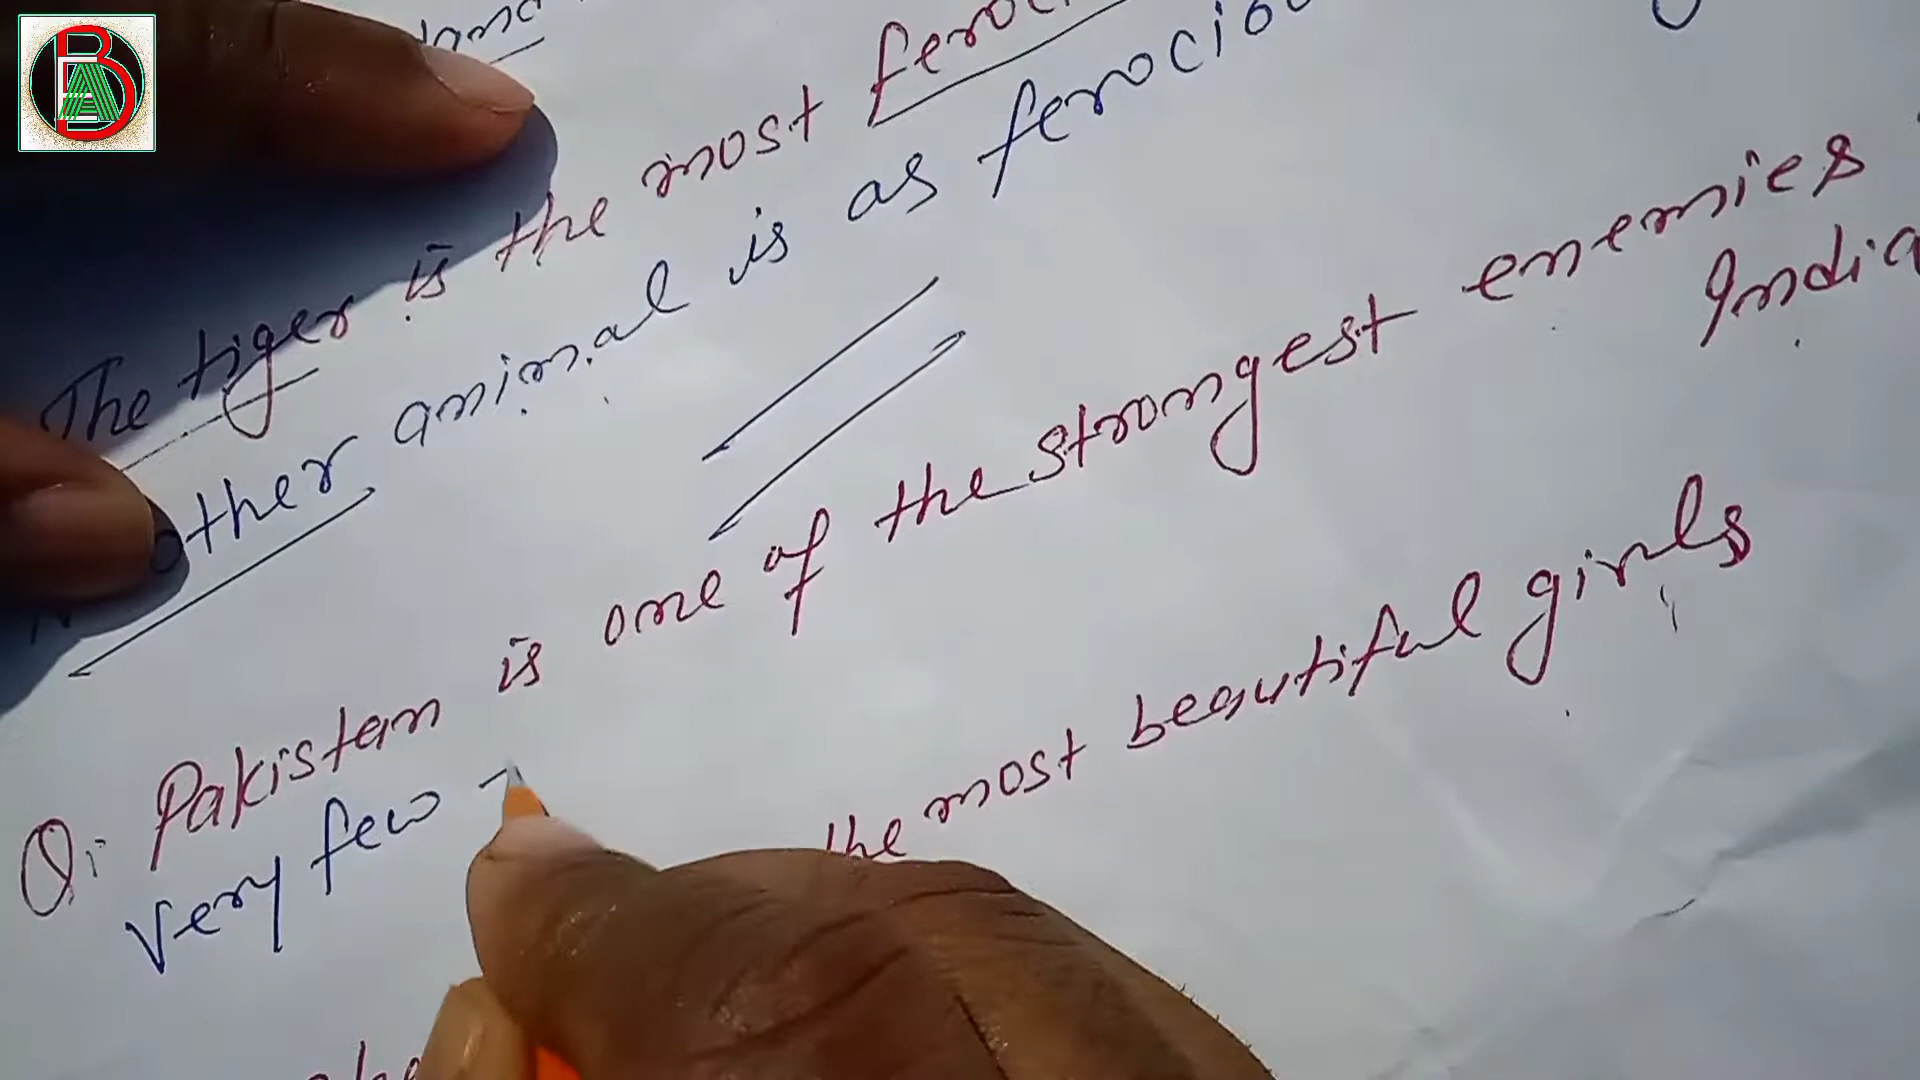 The tiger is the most
other animal is as
Q: Pakistan is one of the strongest enemies
India
Very few
the most beautiful girls
BA